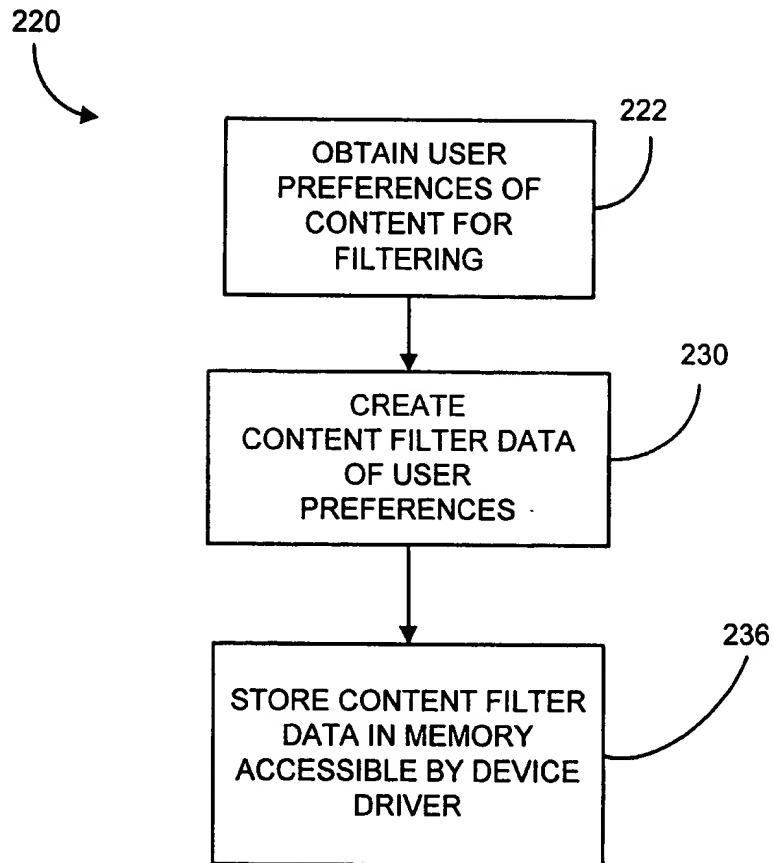 220
222
OBTAIN USER
PREFERENCES OF
CONTENT FOR
FILTERING
230
CREATE
CONTENT FILTER DATA
OF USER
PREFERENCES
236
STORE CONTENT FILTER
DATA IN MEMORY
ACCESSIBLE BY DEVICE
DRIVER